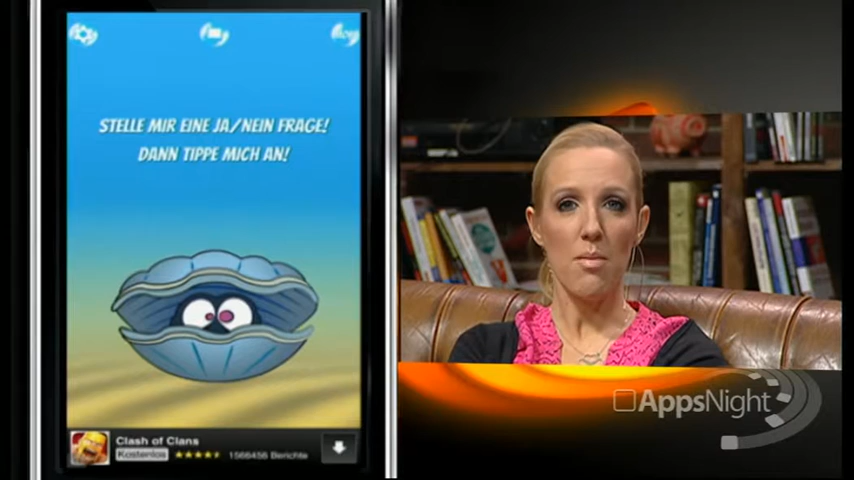 STELLE MIR EINE JA/NEIN FRAGE!
DANN TIPPE MICH AN!
Clash of Clans
Kostenlos
1566456 Berichte
AppsNight